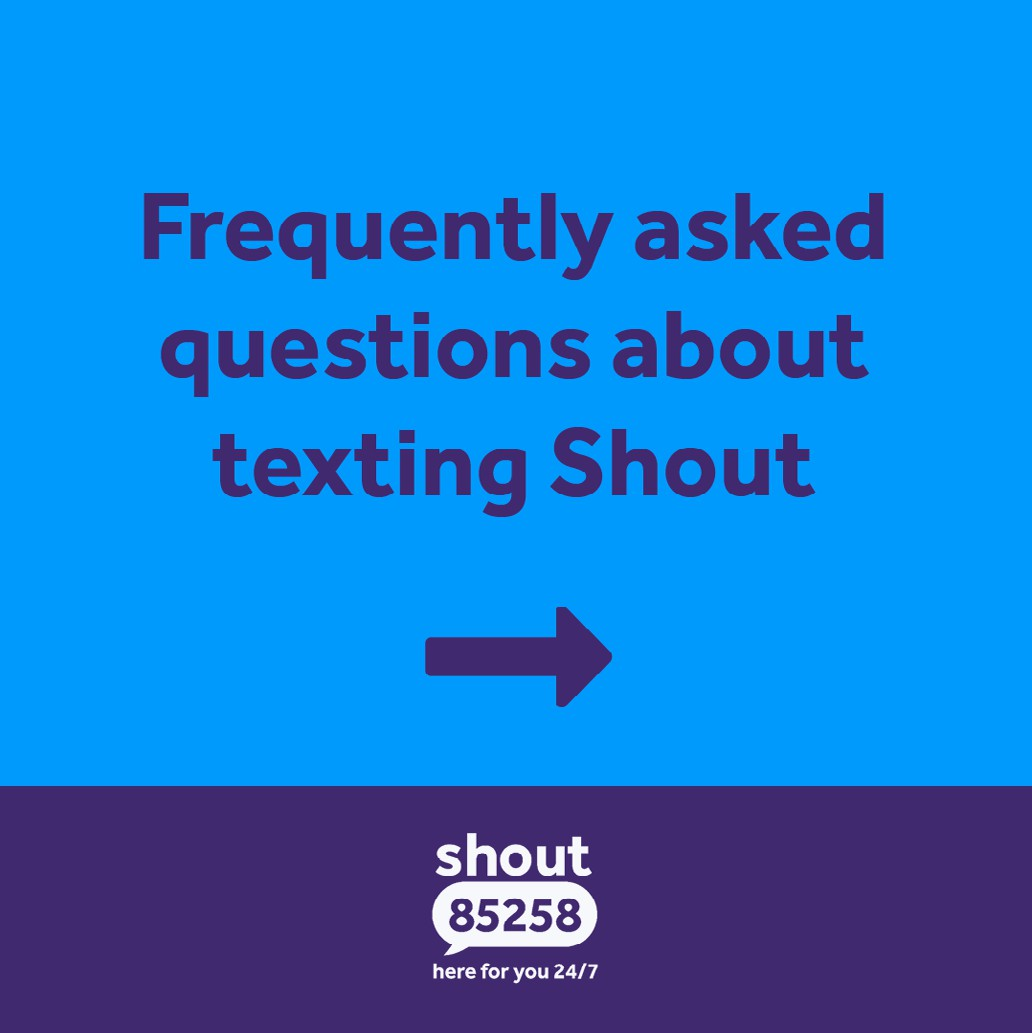 Frequently asked
questions about
texting Shout
shout
85258
here for you 24/7